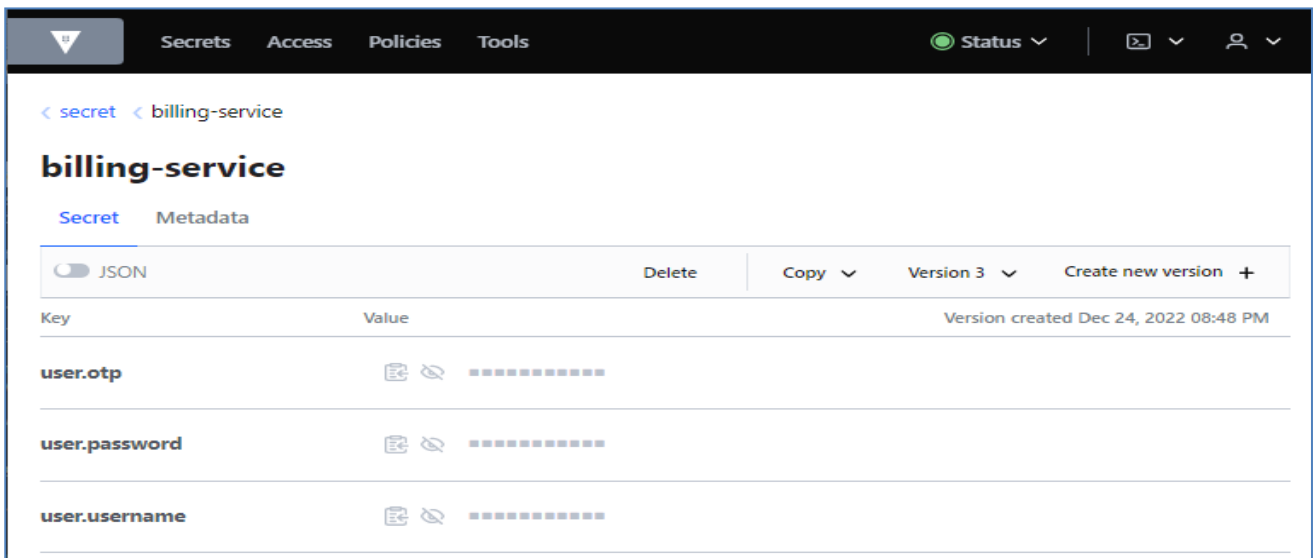 Secrets Access Policies Tools Status
secret billing-service
billing-service
Secret Metadata
JSON Delete Copy Version 3 Create new version +
Key Value Version created Dec 24, 2022 08:48 PM
user.otp
user.password
user.username